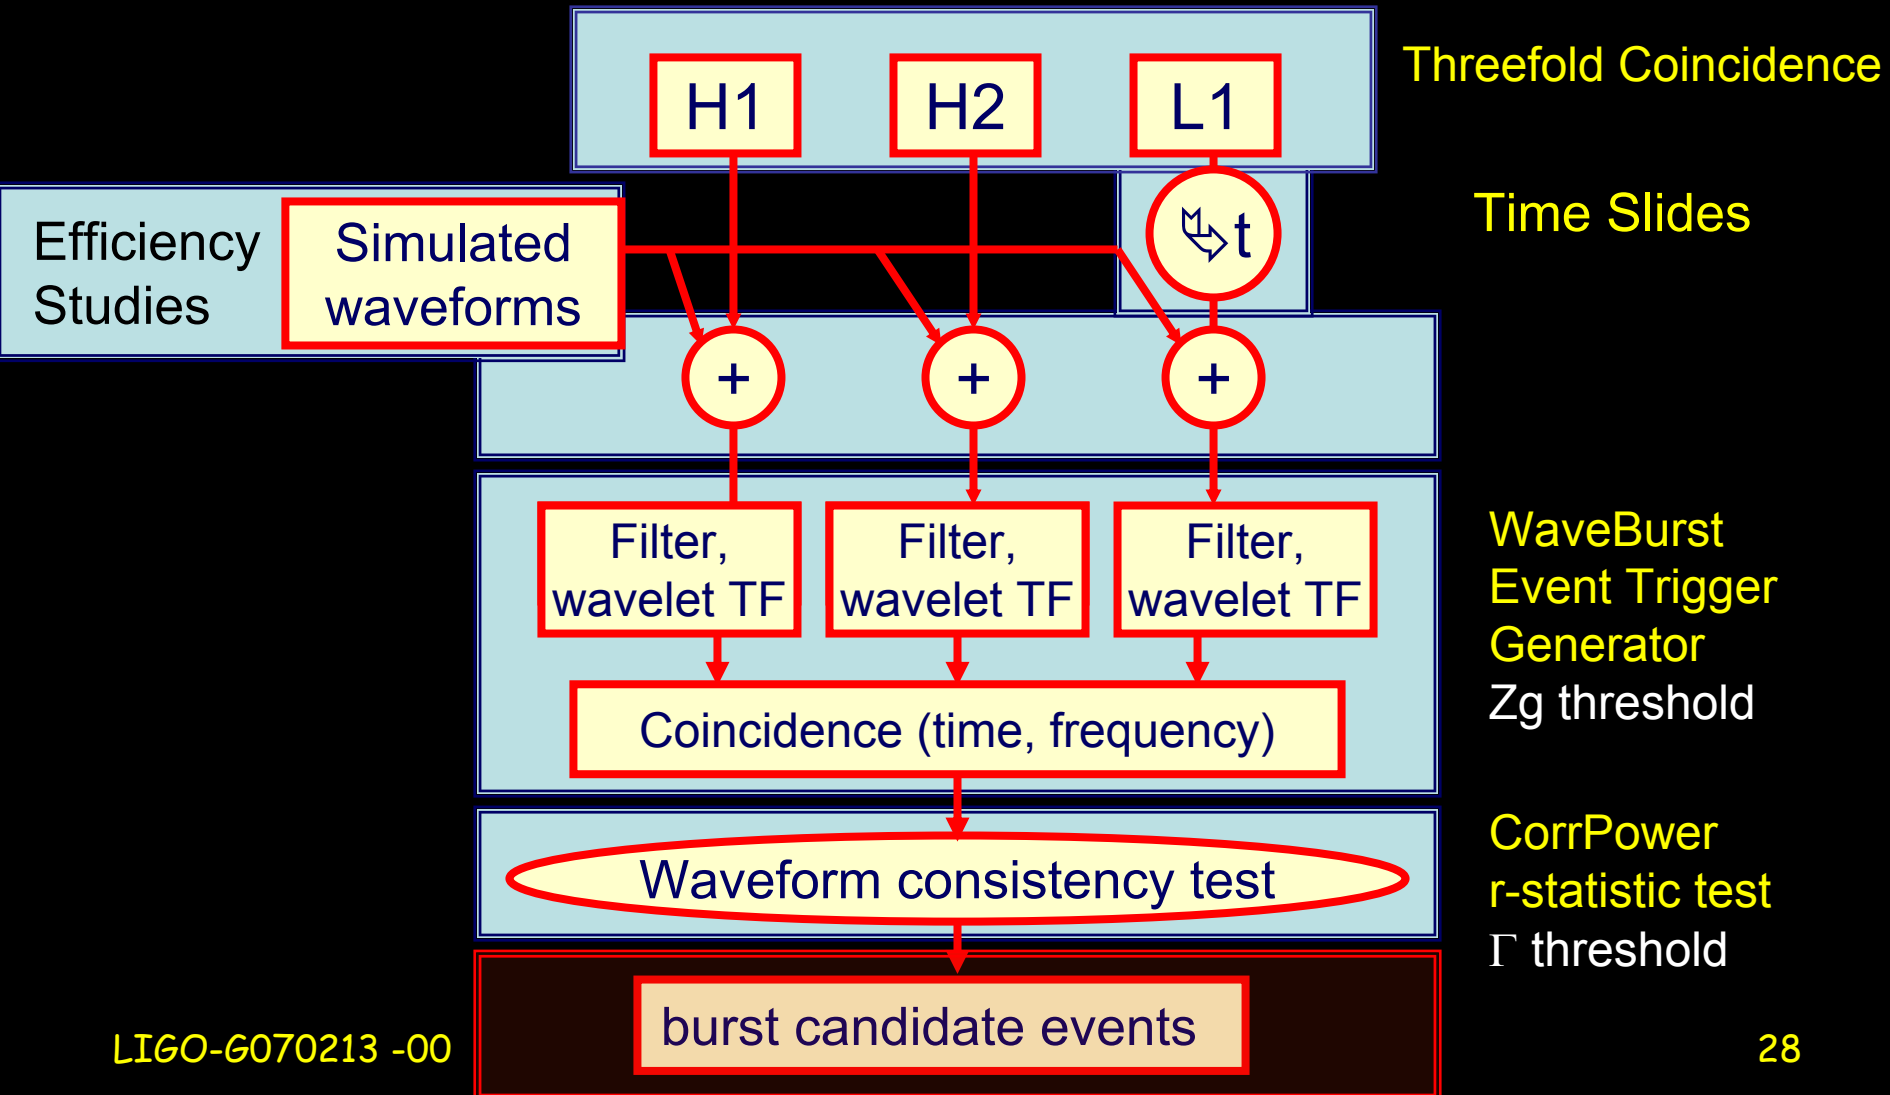 Threefold Coincidence
H1
H2
L1
Efficiency
Studies
Simulated
waveforms
⮱t
Time Slides
+
+
+
Filter,
wavelet TF
Filter,
wavelet TF
Filter,
wavelet TF
WaveBurst
Event Trigger
Generator
Zg threshold
Coincidence (time, frequency)
Waveform consistency test
CorrPower
r-statistic test
Γ threshold
burst candidate events
LIGO-G070213 -00
28